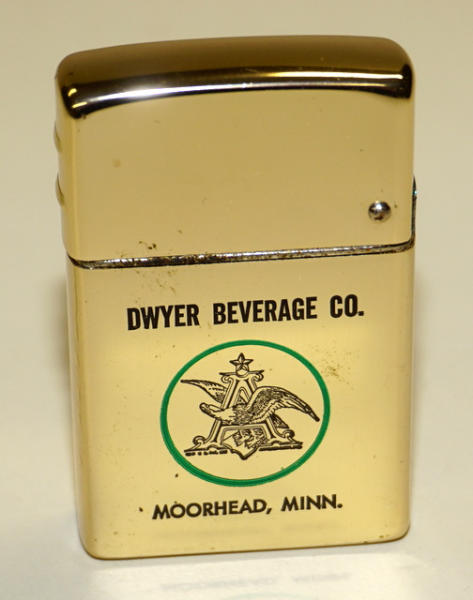 DWYER BEVERAGE CO.
A
MOORHEAD, MINN.